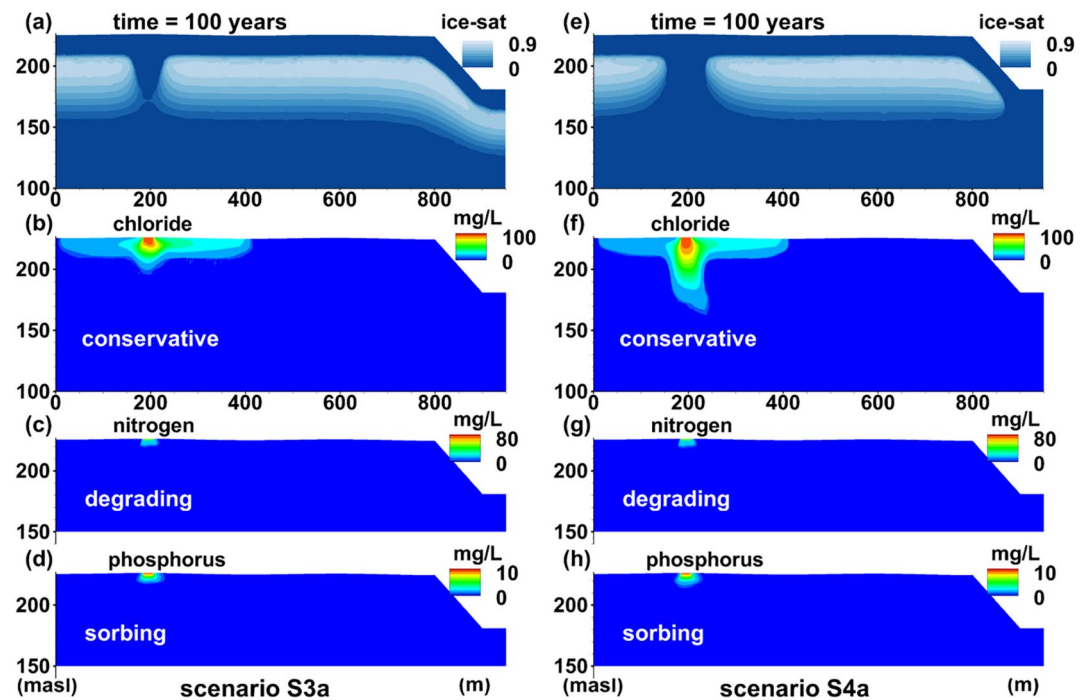 (a) time = 100 years ice-sat
0.9
0
200
150
100
0 200 400 600 800
(b) chloride mg/L
100
0
200
conservative
150
100
0 200 400 600 800
(c) nitrogen
80
0
200
degrading
150
(d) phosphorus mg/L
10
0
200
sorbing
150
(masl) scenario S3a (m)
(e) time = 100 years ice-sat
0.9
0
200
150
100
0 200 400 600 800
(f) chloride mg/L
100
0
200
conservative
150
100
0 200 400 600 800
(g) nitrogen mg/L
80
0
200
degrading
150
(h) phosphorus mg/L
10
0
200
sorbing
150
(masl) scenario S4a (m)